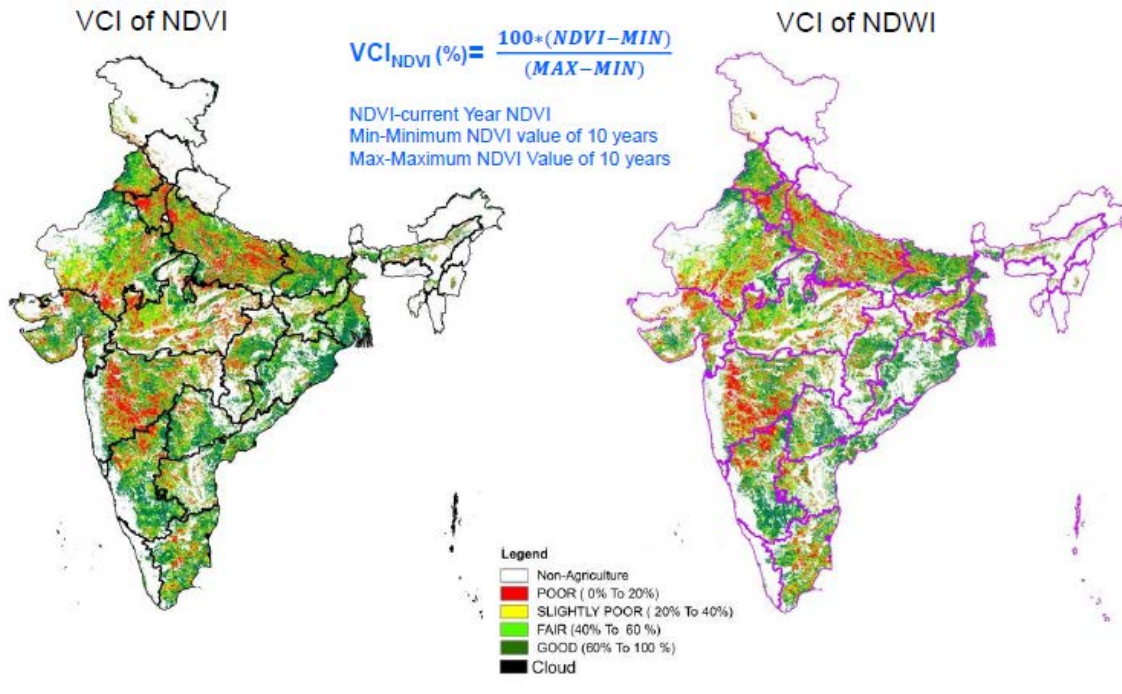 VCI of NDVI
VCI of NDWI
VCI_NDVI (%)= 100*(NDVI-MIN)
(MAX-MIN)
NDVI-current Year NDVI
Min-Minimum NDVI value of 10 years
Max-Maximum NDVI Value of 10 years
Legend
Non-Agriculture
POOR ( 0% To 20%)
SLIGHTLY POOR ( 20% To 40%)
FAIR (40% To 60 %)
GOOD (60% To 100 %)
Cloud